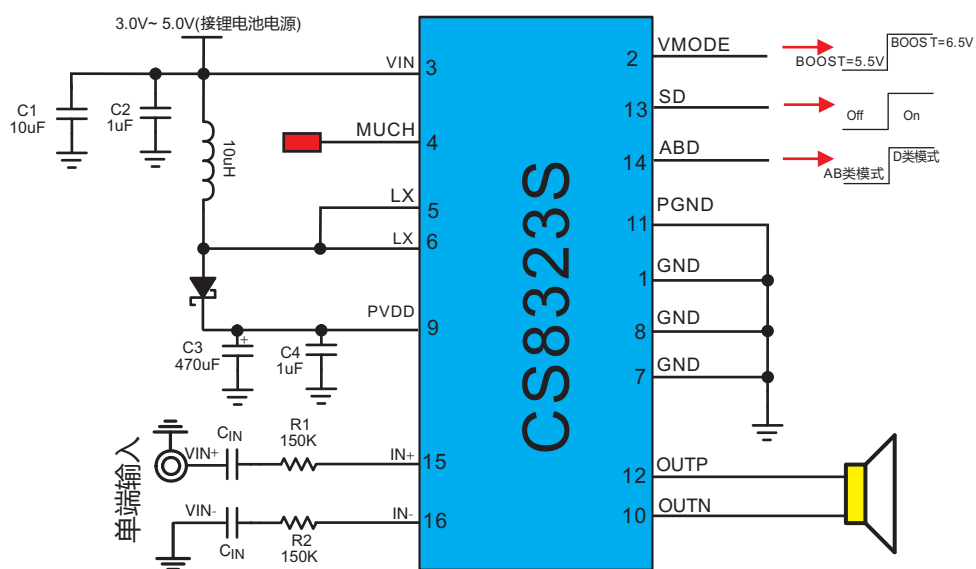 3.0V~ 5.0V(接锂电池电源)
C1
10uF
C2
1uF
VIN
3
10uH
MUCH
4
LX
5
LX
6
PVDD
9
C3
470uF
+
C4
1uF
单端输入
VIN+
CIN
R1
150K
IN+
15
VIN-
CIN
R2
150K
IN-
16
CS8323S
2
VMODE
BOOST=5.5V
BOOST=6.5V
13
SD
Off
On
14
ABD
AB类模式
D类模式
11
PGND
1
GND
8
GND
7
GND
12
OUTP
10
OUTN